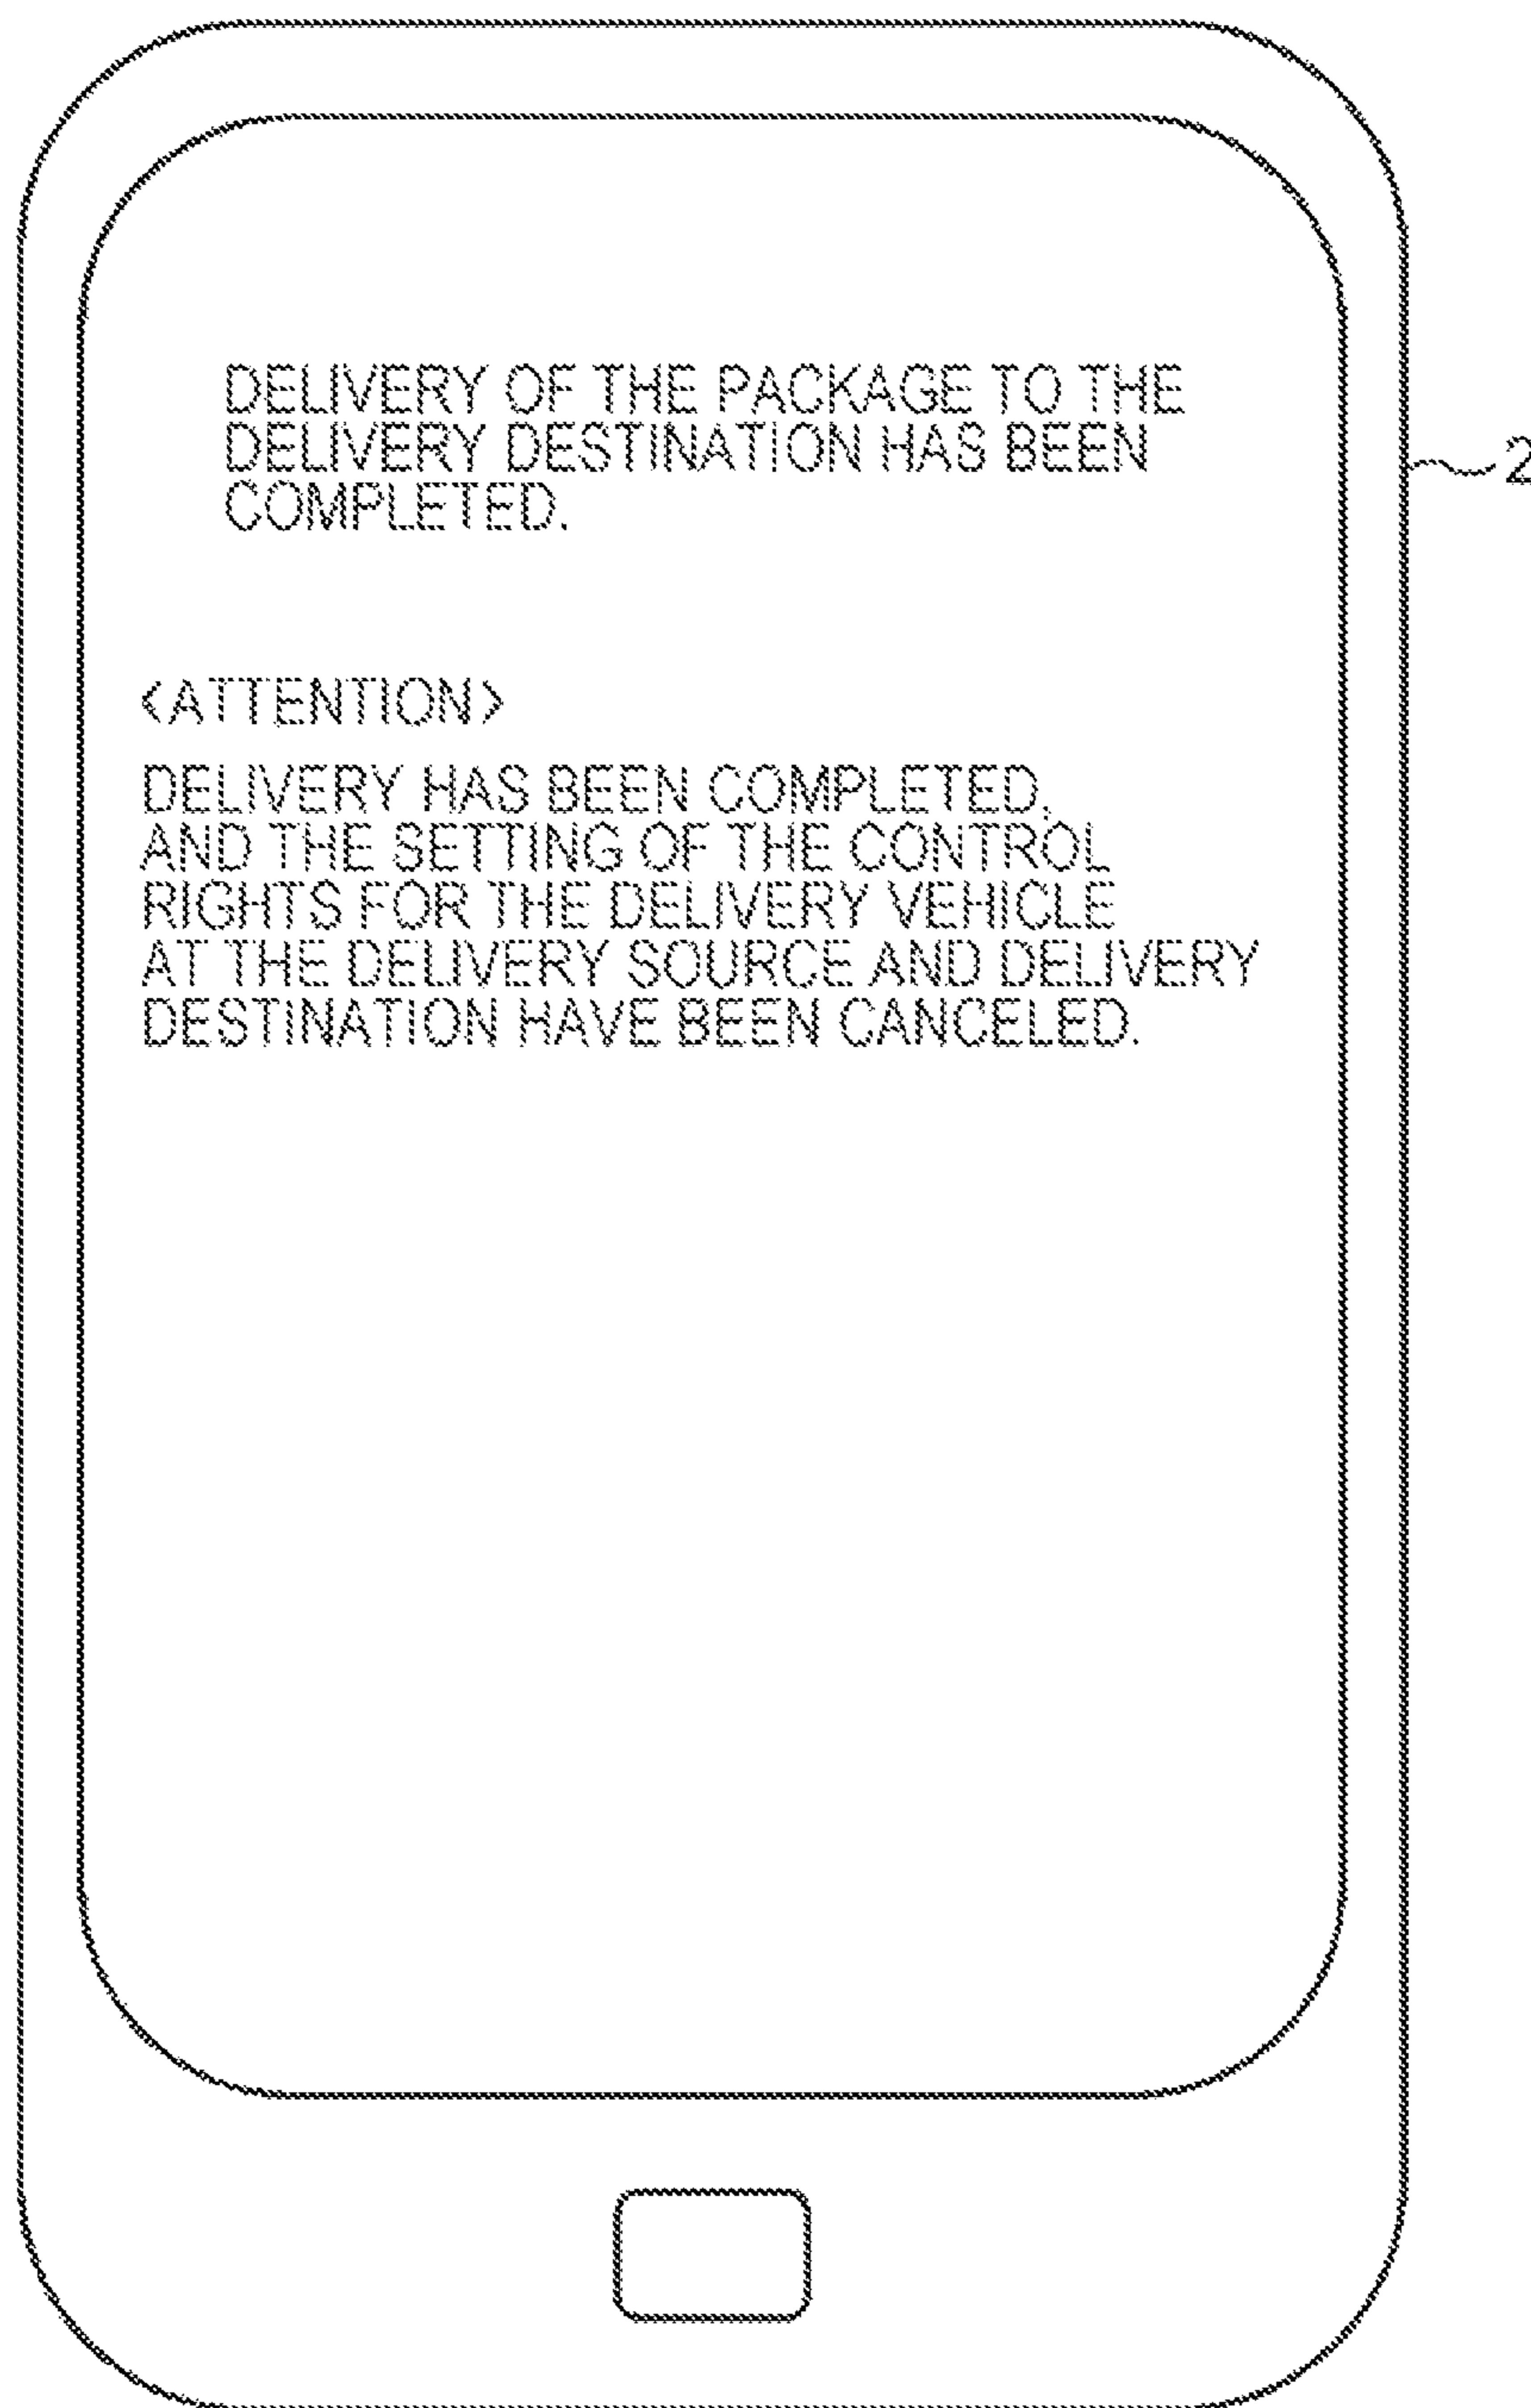 DELIVERY OF THE PACKAGE TO THE
DELIVERY DESTINATION HAS BEEN
COMPLETED.
2
<ATTENTION>
DELIVERY HAS BEEN COMPLETED,
AND THE SETTING OF THE CONTROL
RIGHTS FOR THE DELIVERY VEHICLE
AT THE DELIVERY SOURCE AND DELIVERY
DESTINATION HAVE BEEN CANCELED.